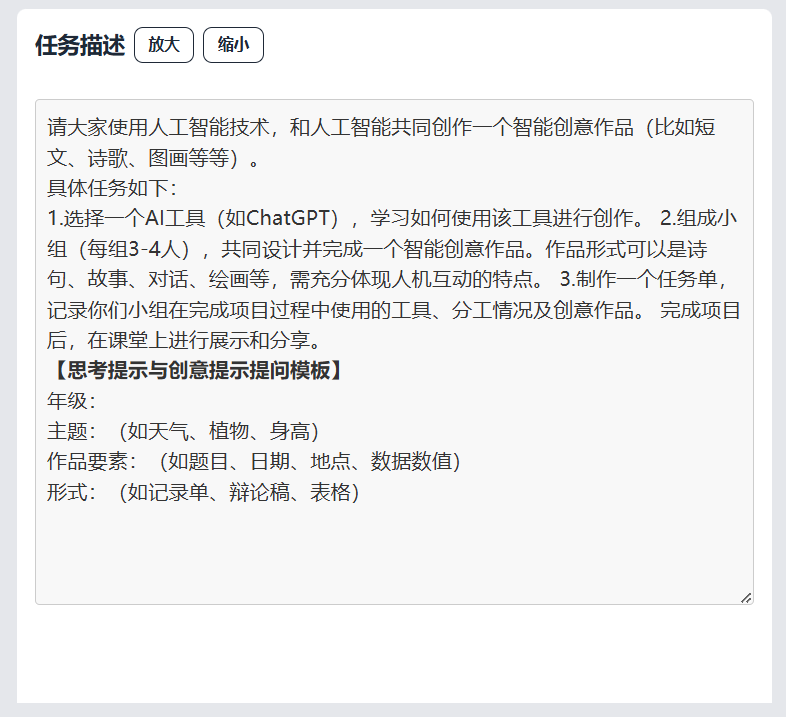 任务描述 放大 缩小
请大家使用人工智能技术，和人工智能共同创作一个智能创意作品（比如短
文、诗歌、图画等等）。
具体任务如下：
1.选择一个AI工具（如ChatGPT），学习如何使用该工具进行创作。 2.组成小
组（每组3-4人），共同设计并完成一个智能创意作品。作品形式可以是诗
句、故事、对话、绘画等，需充分体现人机互动的特点。 3.制作一个任务单，
记录你们小组在完成项目过程中使用的工具、分工情况及创意作品。 完成项目
后，在课堂上进行展示和分享。
【思考提示与创意提示提问模板】
年级：
主题：（如天气、植物、身高）
作品要素：（如题目、日期、地点、数据数值）
形式：（如记录单、辩论稿、表格）